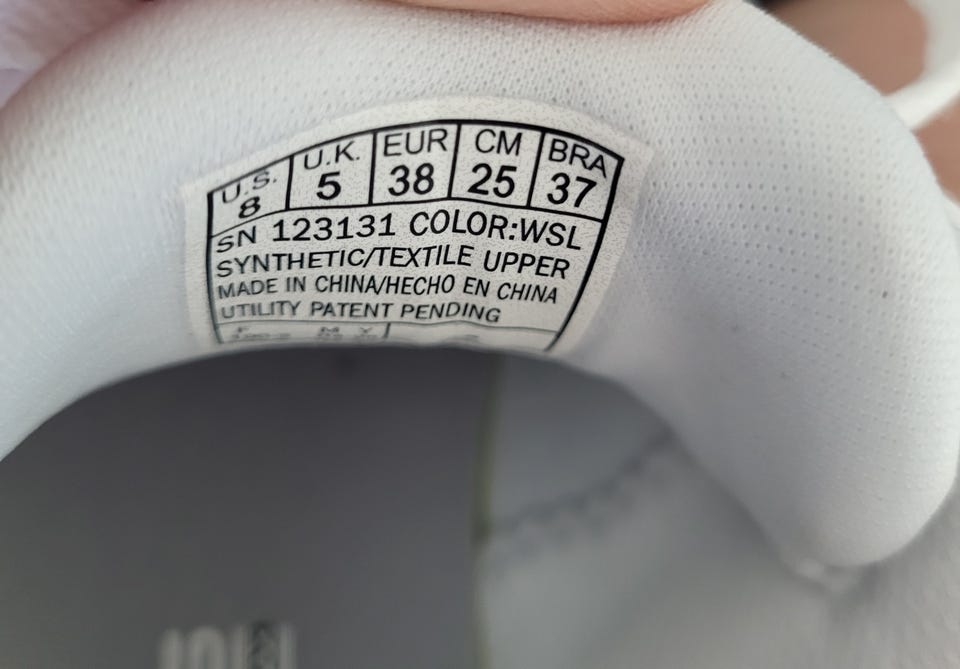 U.S. U.K. EUR CM BRA
8 5 38 25 37
SN 123131 COLOR:WSL
SYNTHETIC/TEXTILE UPPER
MADE IN CHINA/HECHO EN CHINA
UTILITY PATENT PENDING
F M Y